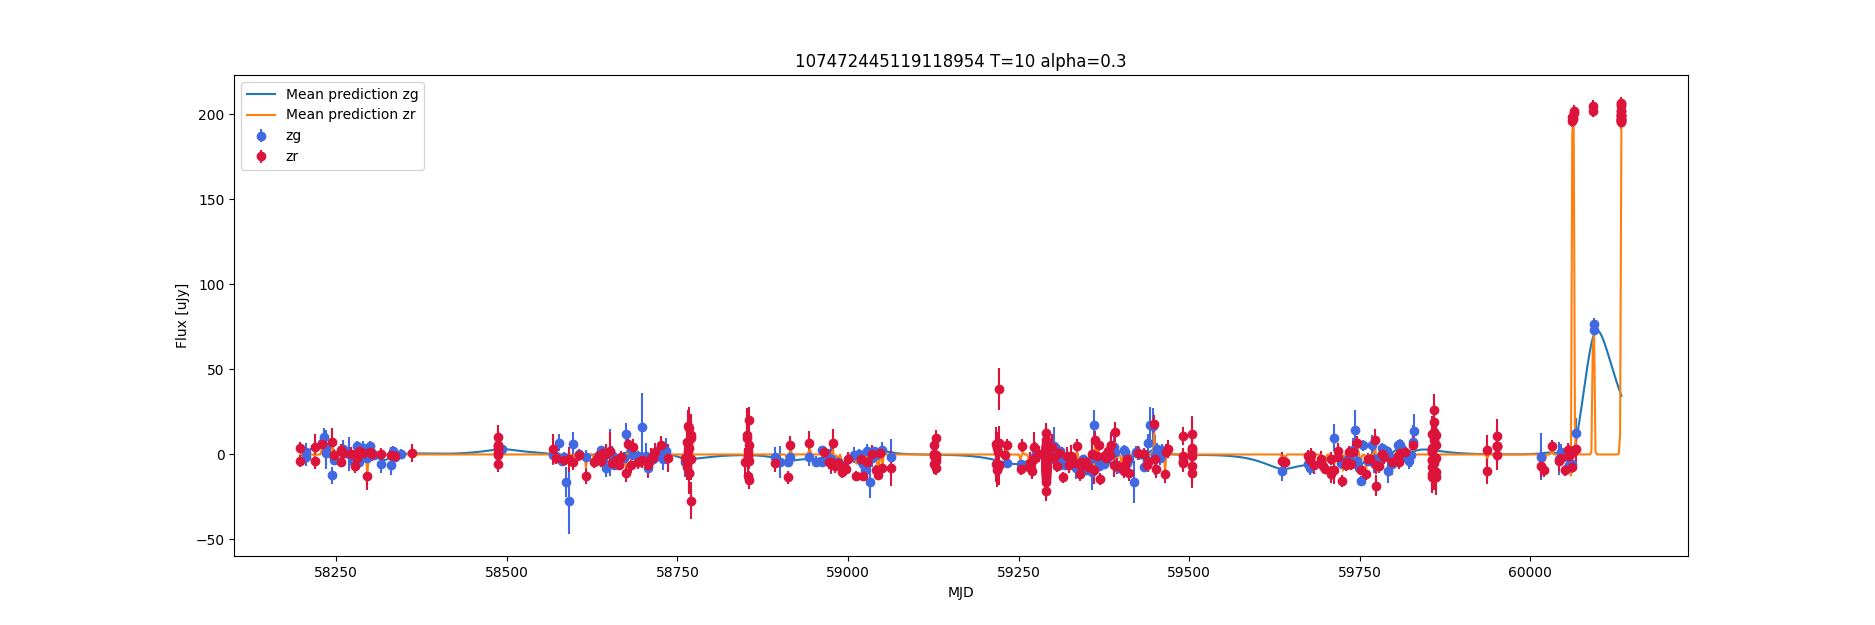 107472445119118954 T=10 alpha=0.3
Mean prediction zg
Mean prediction zr
zg
zr
Flux [uJy]
200
150
100
50
0
−50
58250 58500 58750 59000 59250 59500 59750 60000
MJD